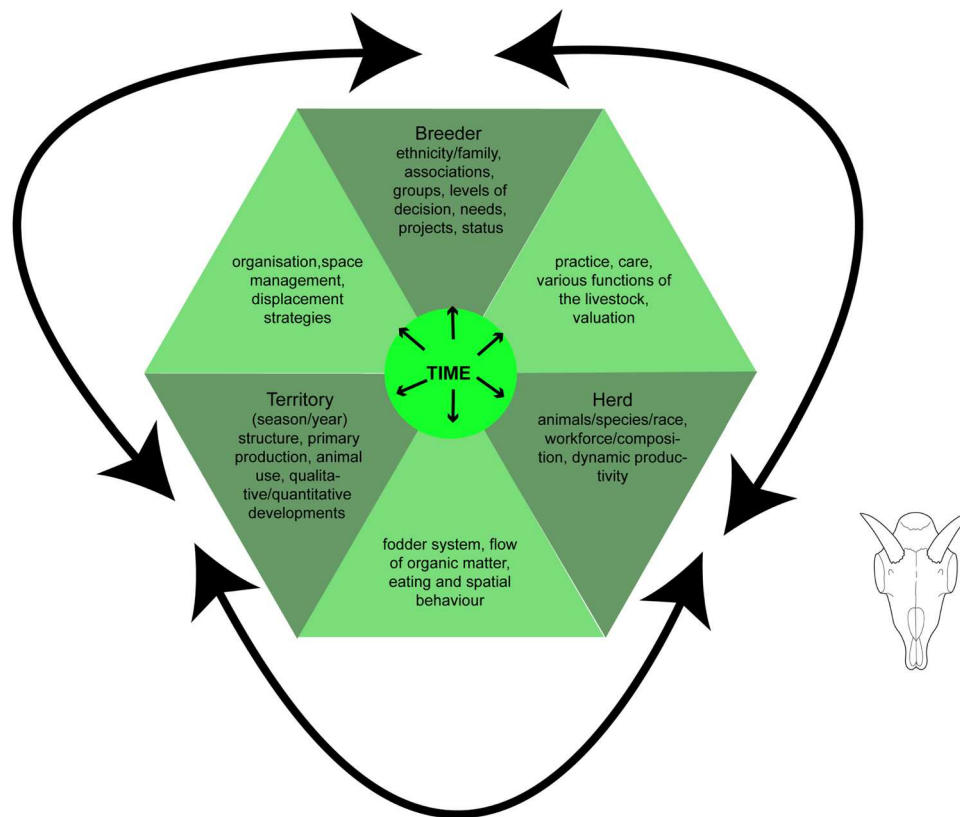 Breeder
ethnicity/family,
associations,
groups, levels of
decision, needs,
projects, status
organisation,space
management,
displacement
strategies
practice, care,
various functions of
the livestock,
valuation
TIME
Territory
(season/year)
structure, primary
production, animal
use, qualita-
tive/quantitative
developments
Herd
animals/species/race,
workforce/composi-
tion, dynamic produc-
tivity
fodder system, flow
of organic matter,
eating and spatial
behaviour